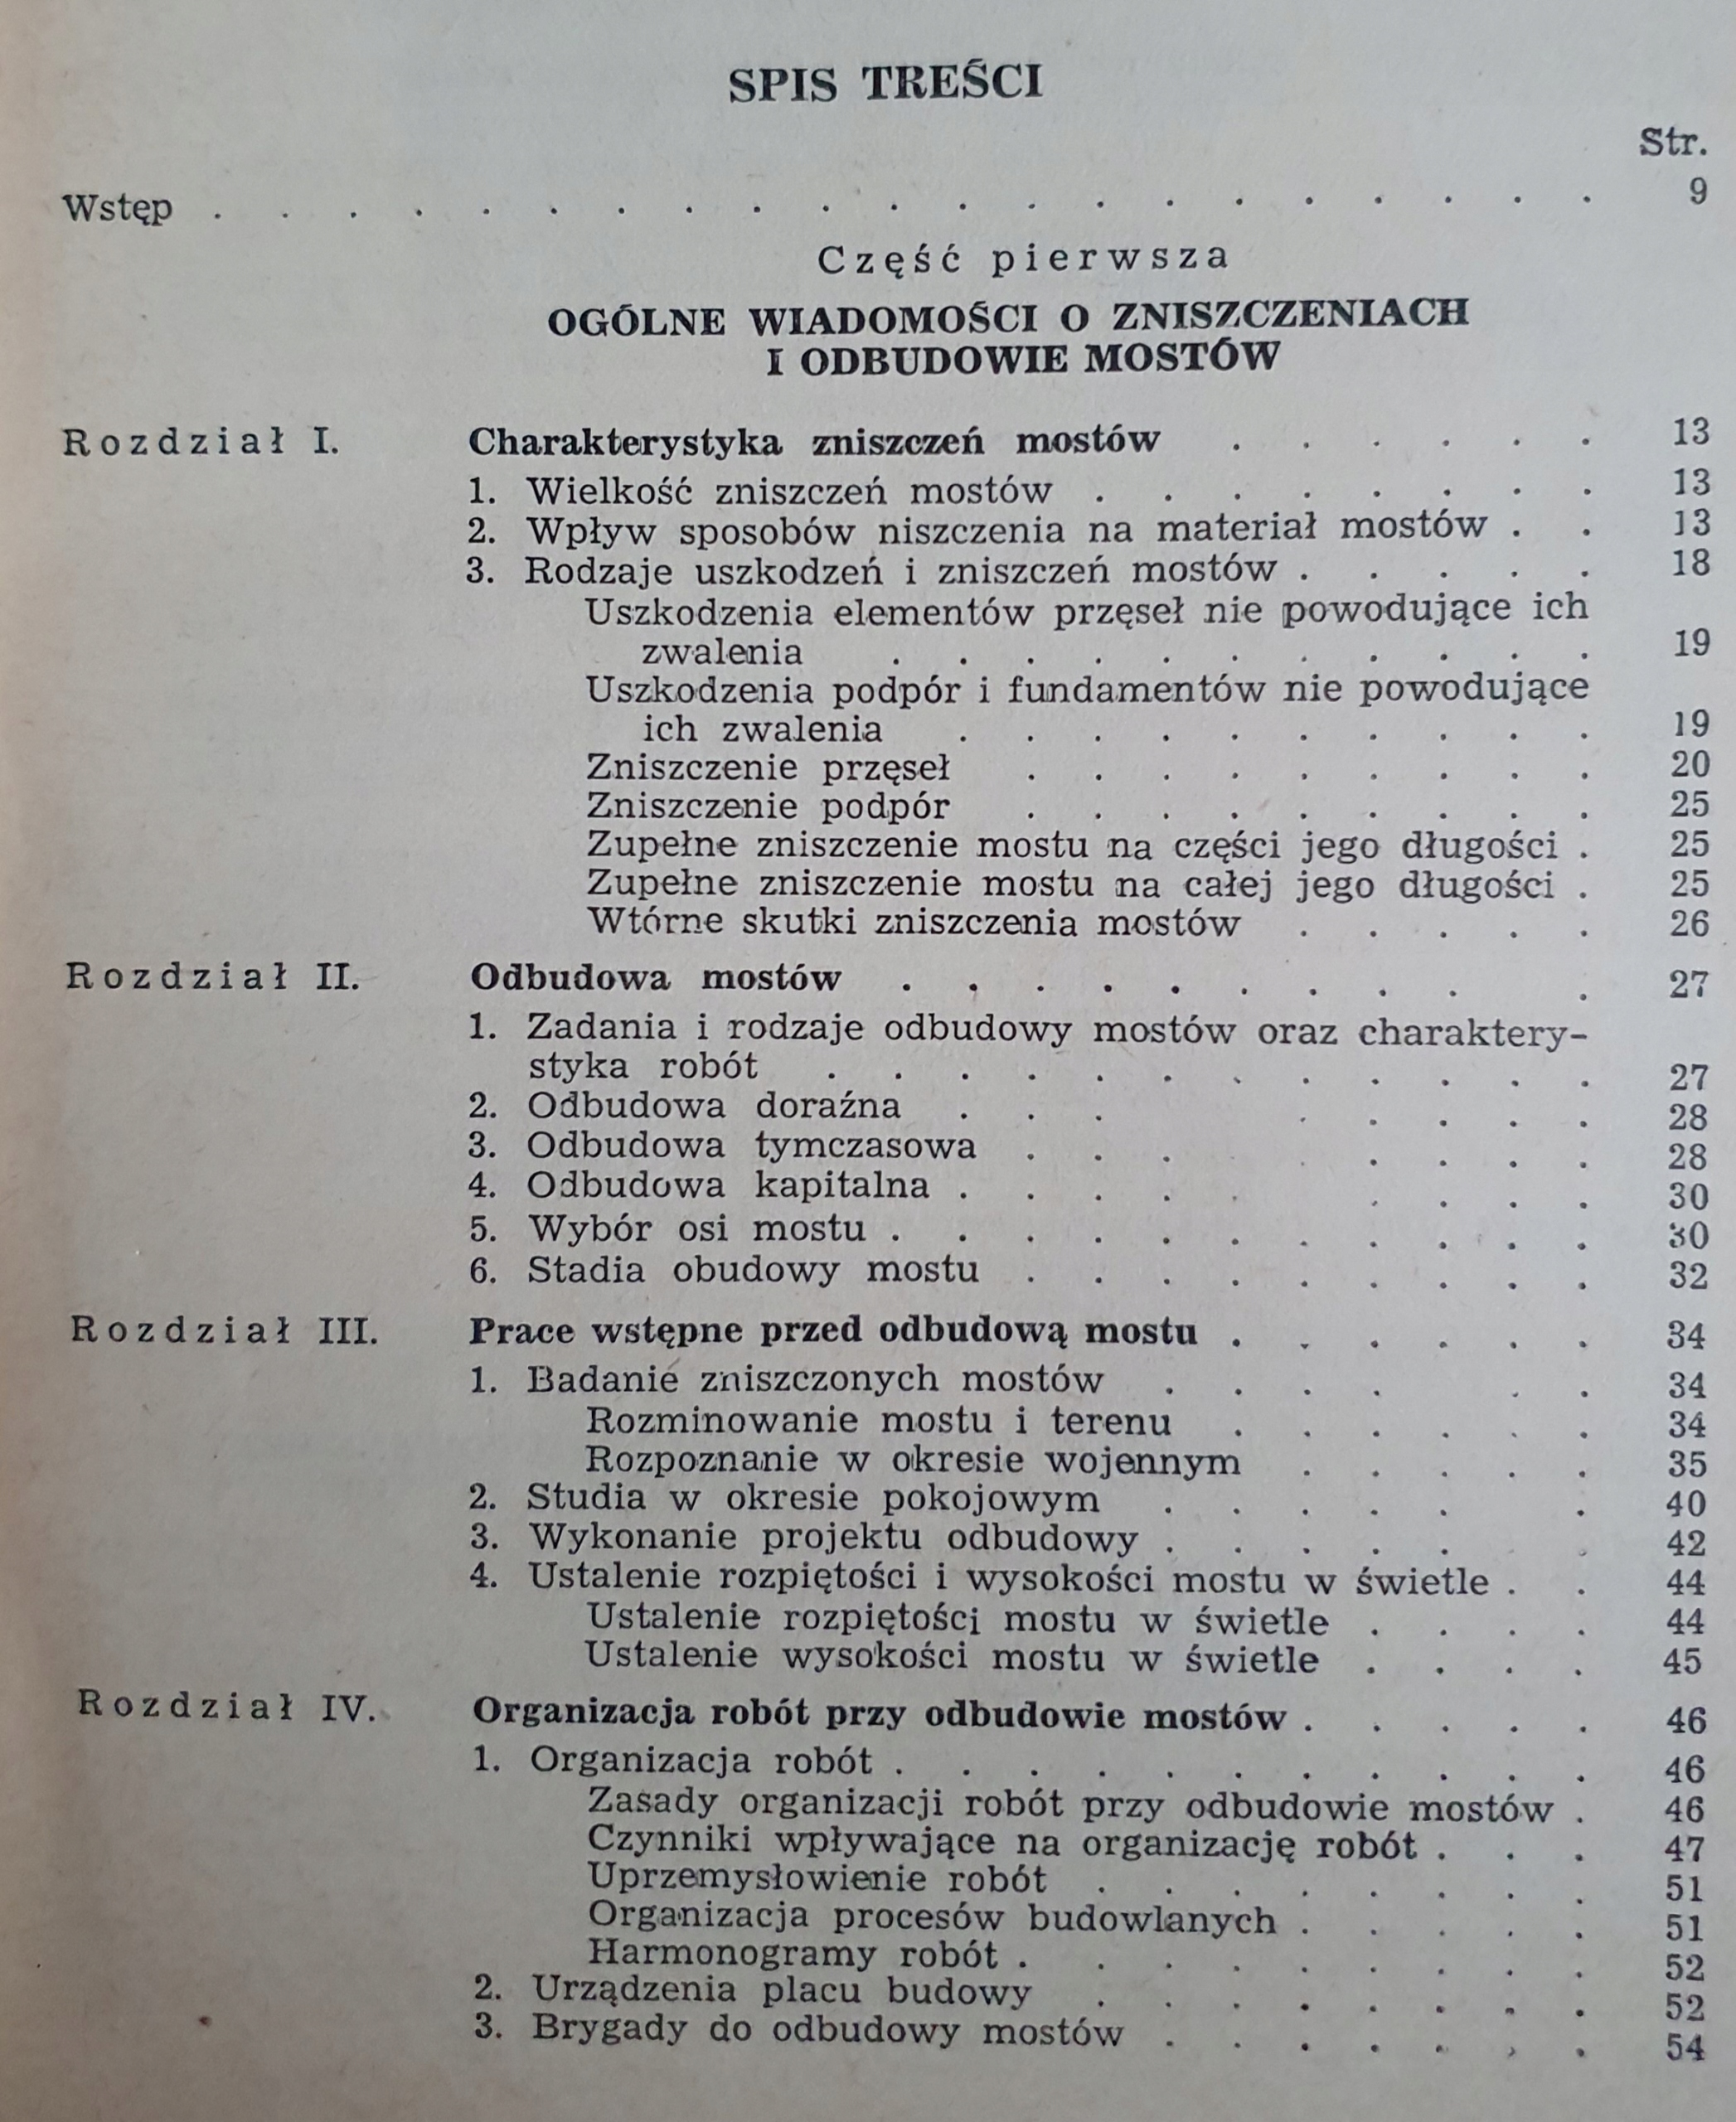 SPIS TREŚCI
Str.
Wstęp . . . . . . . . . . . . . . . . . . . . . 9
Część pierwsza
OGÓLNE WIADOMOŚCI O ZNISZCZENIACH
I ODBUDOWIE MOSTÓW
Rozdział I. Charakterystyka zniszczeń mostów . . . . . . 13
1. Wielkość zniszczeń mostów . . . . . . . . 13
2. Wpływ sposobów niszczenia na materiał mostów . . 13
3. Rodzaje uszkodzeń i zniszczeń mostów . . . . . 18
Uszkodzenia elementów przęseł nie powodujące ich
zwalenia . . . . . . . . . . . 19
Uszkodzenia podpór i fundamentów nie powodujące
ich zwalenia . . . . . . . . . . 19
Zniszczenie przęseł . . . . . . . . . 20
Zniszczenie podpór . . . . . . . . . 25
Zupełne zniszczenie mostu na części jego długości . 25
Zupełne zniszczenie mostu na całej jego długości . 25
Wtórne skutki zniszczenia mostów . . . . . 26
Rozdział II. Odbudowa mostów . . . . . . . . . . 27
1. Zadania i rodzaje odbudowy mostów oraz charaktery-
styka robót . . . . . . . . . . . . 27
2. Odbudowa doraźna . . . . . . . . 28
3. Odbudowa tymczasowa . . . . . . . 28
4. Odbudowa kapitalna . . . . . . . . . 30
5. Wybór osi mostu . . . . . . . . . . . 30
6. Stadia obudowy mostu . . . . . . . . . 32
Rozdział III. Prace wstępne przed odbudową mostu . . . . . . 34
1. Badanie zniszczonych mostów . . . . . . 34
Rozminowanie mostu i terenu . . . . . . 34
Rozpoznanie w okresie wojennym . . . . . 35
2. Studia w okresie pokojowym . . . . . . 40
3. Wykonanie projektu odbudowy . . . . . . 42
4. Ustalenie rozpiętości i wysokości mostu w świetle . . 44
Ustalenie rozpiętości mostu w świetle . . . . 44
Ustalenie wysokości mostu w świetle . . . . 45
Rozdział IV. Organizacja robót przy odbudowie mostów . . . . . 46
1. Organizacja robót . . . . . . . . . . . 46
Zasady organizacji robót przy odbudowie mostów . 46
Czynniki wpływające na organizację robót . . . 47
Uprzemysłowienie robót . . . . . . . . 51
Organizacja procesów budowlanych . . . . . 51
Harmonogramy robót . . . . . . . . . 52
2. Urządzenia placu budowy . . . . . . . . 52
3. Brygady do odbudowy mostów . . . . . . . 54